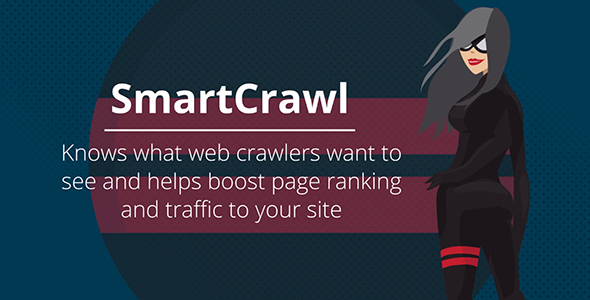 SmartCrawl
Knows what web crawlers want to
see and helps boost page ranking
and traffic to your site